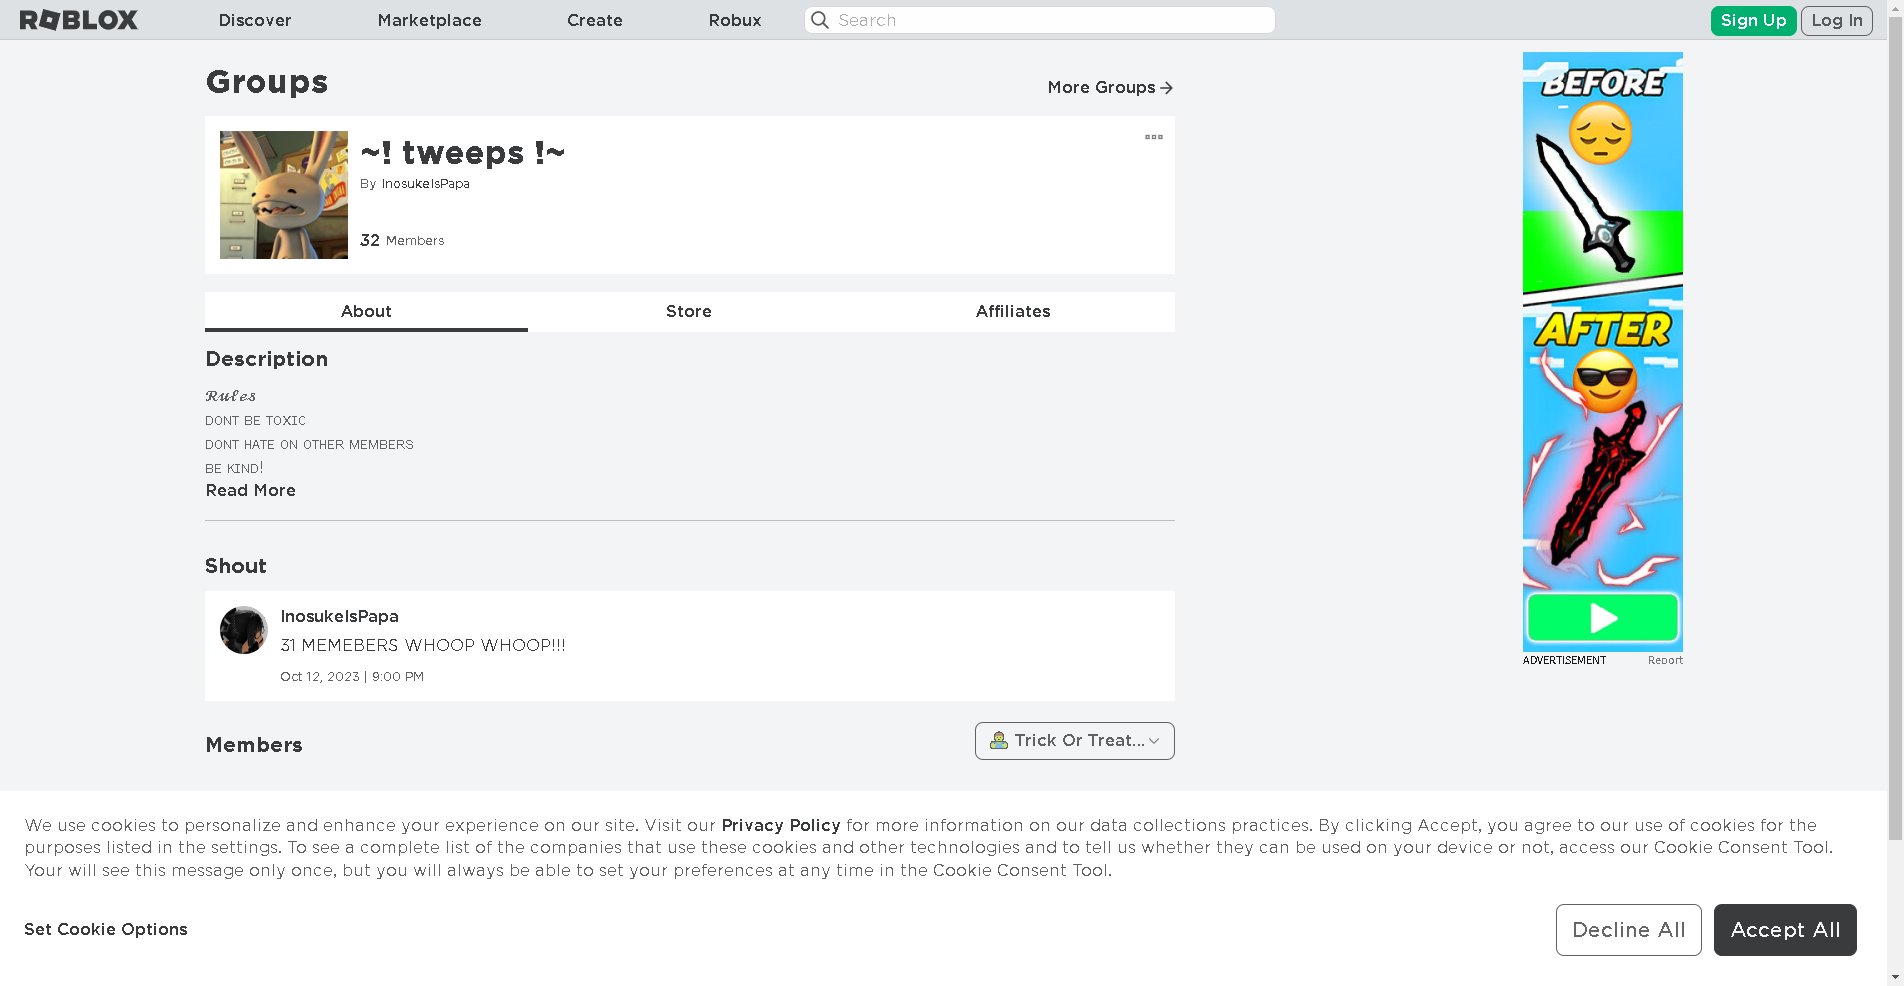 ROBLOX
Discover
Marketplace
Create
Robux
Search
Sign Up
Log In
Groups
More Groups
~! tweeps !~
By InosukeIsPapa
32 Members
About
Store
Affiliates
Description
𝓡𝓾𝓵𝓮𝓼
DONT BE TOXIC
DONT HATE ON OTHER MEMBERS
BE KIND!
Read More
Shout
InosukeIsPapa
31 MEMEBERS WHOOP WHOOP!!!
Oct 12, 2023 | 9:00 PM
Members
Trick Or Treat...
BEFORE
AFTER
ADVERTISEMENT
Report
We use cookies to personalize and enhance your experience on our site. Visit our Privacy Policy for more information on our data collections practices. By clicking Accept, you agree to our use of cookies for the
purposes listed in the settings. To see a complete list of the companies that use these cookies and other technologies and to tell us whether they can be used on your device or not, access our Cookie Consent Tool.
Your will see this message only once, but you will always be able to set your preferences at any time in the Cookie Consent Tool.
Set Cookie Options
Decline All
Accept All